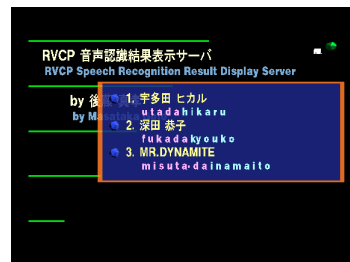 RVCP 音声認識結果表示サーバ
RVCP Speech Recognition Result Display Server
by 後
by Masataka
1. 宇多田 ヒカル
utadahikaru
2. 深田 恭子
fukadakyouko
3. MR.DYNAMITE
misuta-dainamaito